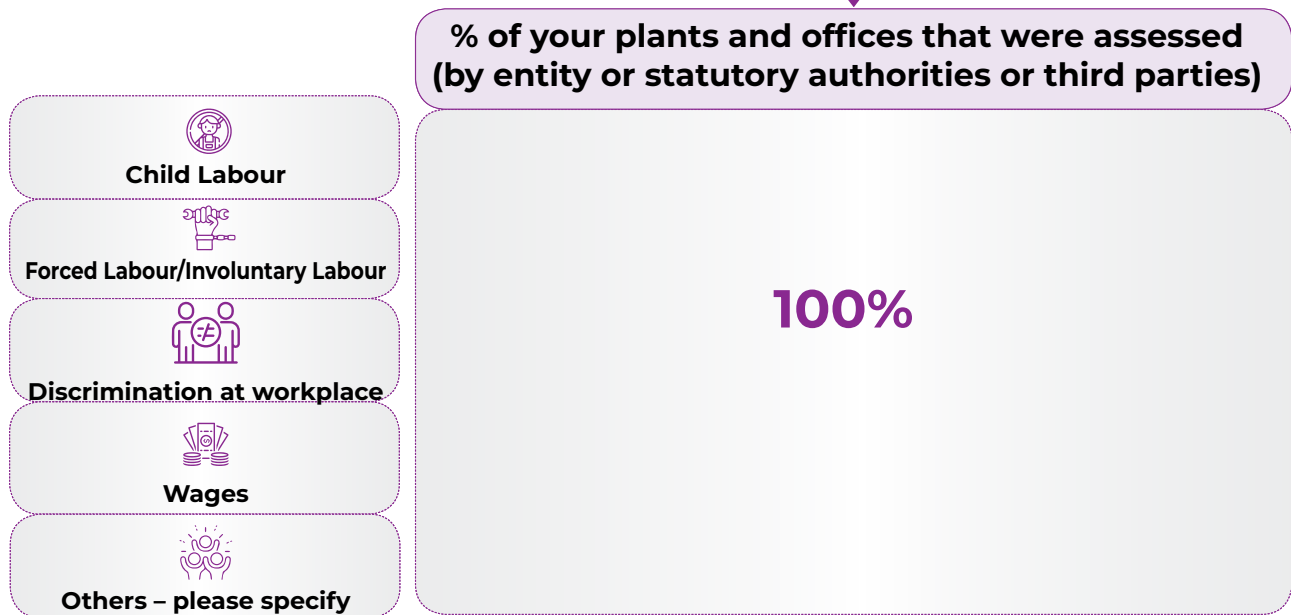 % of your plants and offices that were assessed
(by entity or statutory authorities or third parties)
Child Labour
Forced Labour/Involuntary Labour
Discrimination at workplace
Wages
Others – please specify
100%